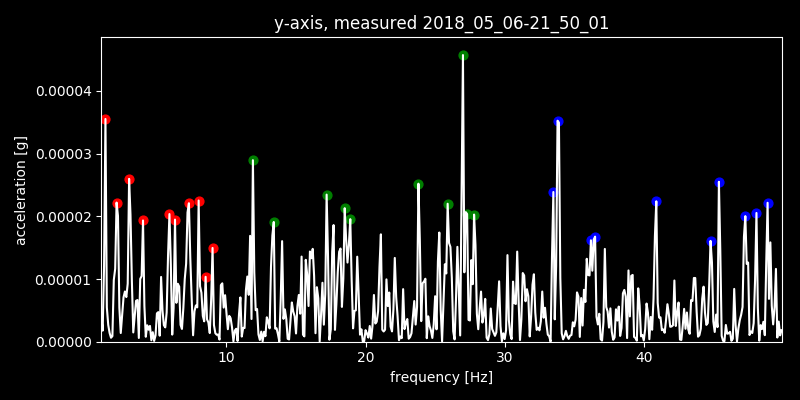 y-axis, measured 2018_05_06-21_50_01
0.00004
0.00003
0.00002
0.00001
0.00000
acceleration [g]
10 20 30 40
frequency [Hz]